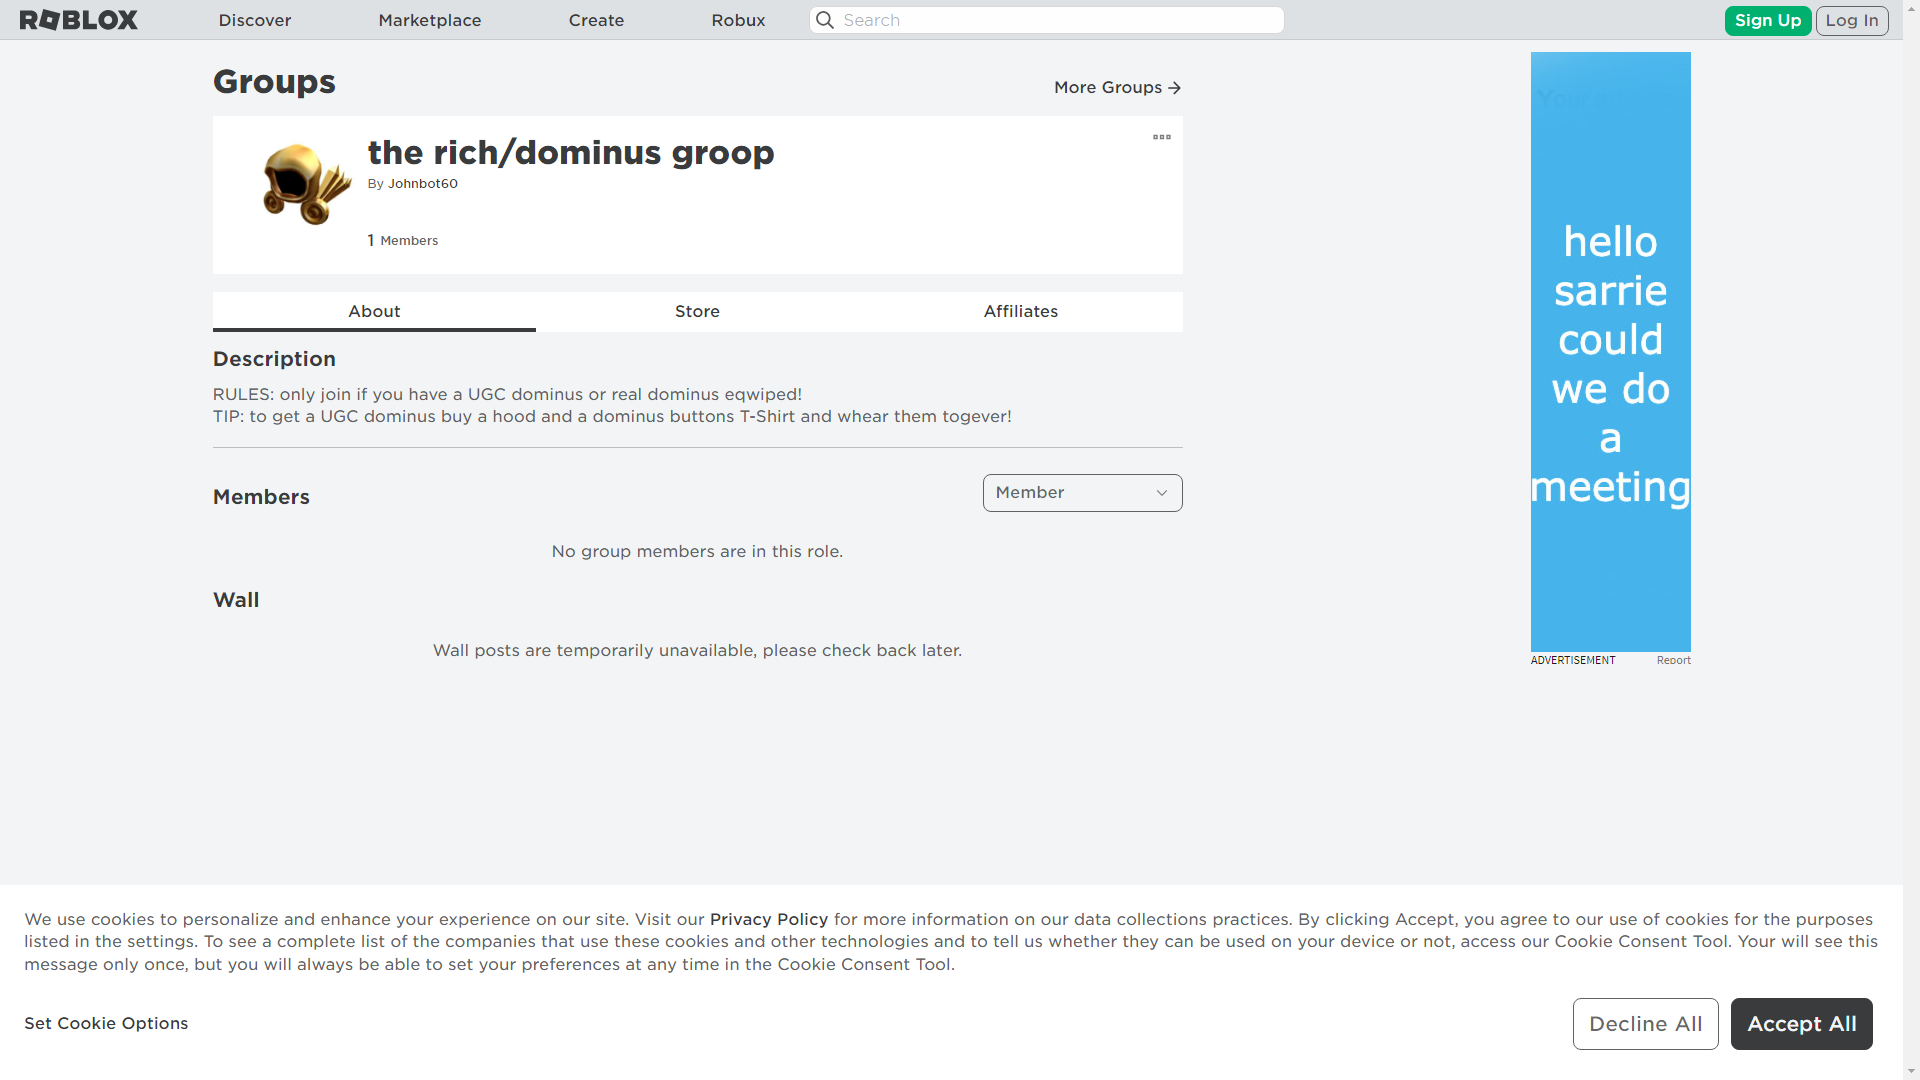 ROBLOX
Discover
Marketplace
Create
Robux
Search
Sign Up
Log In
Groups
More Groups
the rich/dominus groop
By Johnbot60
1 Members
About
Store
Affiliates
Description
RULES: only join if you have a UGC dominus or real dominus eqwiped!
TIP: to get a UGC dominus buy a hood and a dominus buttons T-Shirt and whear them togever!
Members
Member
No group members are in this role.
Wall
Wall posts are temporarily unavailable, please check back later.
hello
sarrie
could
we do
a
meeting
ADVERTISEMENT
Report
We use cookies to personalize and enhance your experience on our site. Visit our Privacy Policy for more information on our data collections practices. By clicking Accept, you agree to our use of cookies for the purposes
listed in the settings. To see a complete list of the companies that use these cookies and other technologies and to tell us whether they can be used on your device or not, access our Cookie Consent Tool. Your will see this
message only once, but you will always be able to set your preferences at any time in the Cookie Consent Tool.
Set Cookie Options
Decline All
Accept All